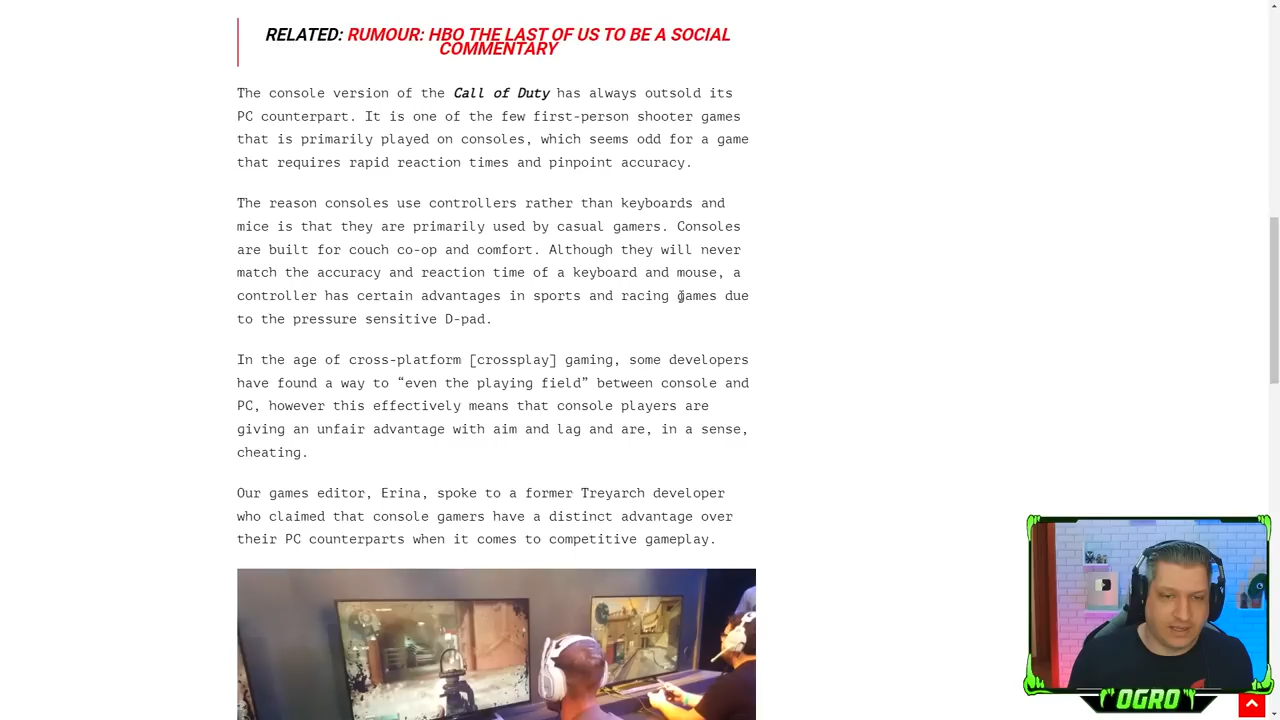 RELATED: RUMOUR: HBO THE LAST OF US TO BE A SOCIAL
COMMENTARY
The console version of the Call of Duty has always outsold its
PC counterpart. It is one of the few first-person shooter games
that is primarily played on consoles, which seems odd for a game
that requires rapid reaction times and pinpoint accuracy.
The reason consoles use controllers rather than keyboards and
mice is that they are primarily used by casual gamers. Consoles
are built for couch co-op and comfort. Although they will never
match the accuracy and reaction time of a keyboard and mouse, a
controller has certain advantages in sports and racing games due
to the pressure sensitive D-pad.
In the age of cross-platform [crossplay] gaming, some developers
have found a way to “even the playing field” between console and
PC, however this effectively means that console players are
giving an unfair advantage with aim and lag and are, in a sense,
cheating.
Our games editor, Erina, spoke to a former Treyarch developer
who claimed that console gamers have a distinct advantage over
their PC counterparts when it comes to competitive gameplay.
OGRO